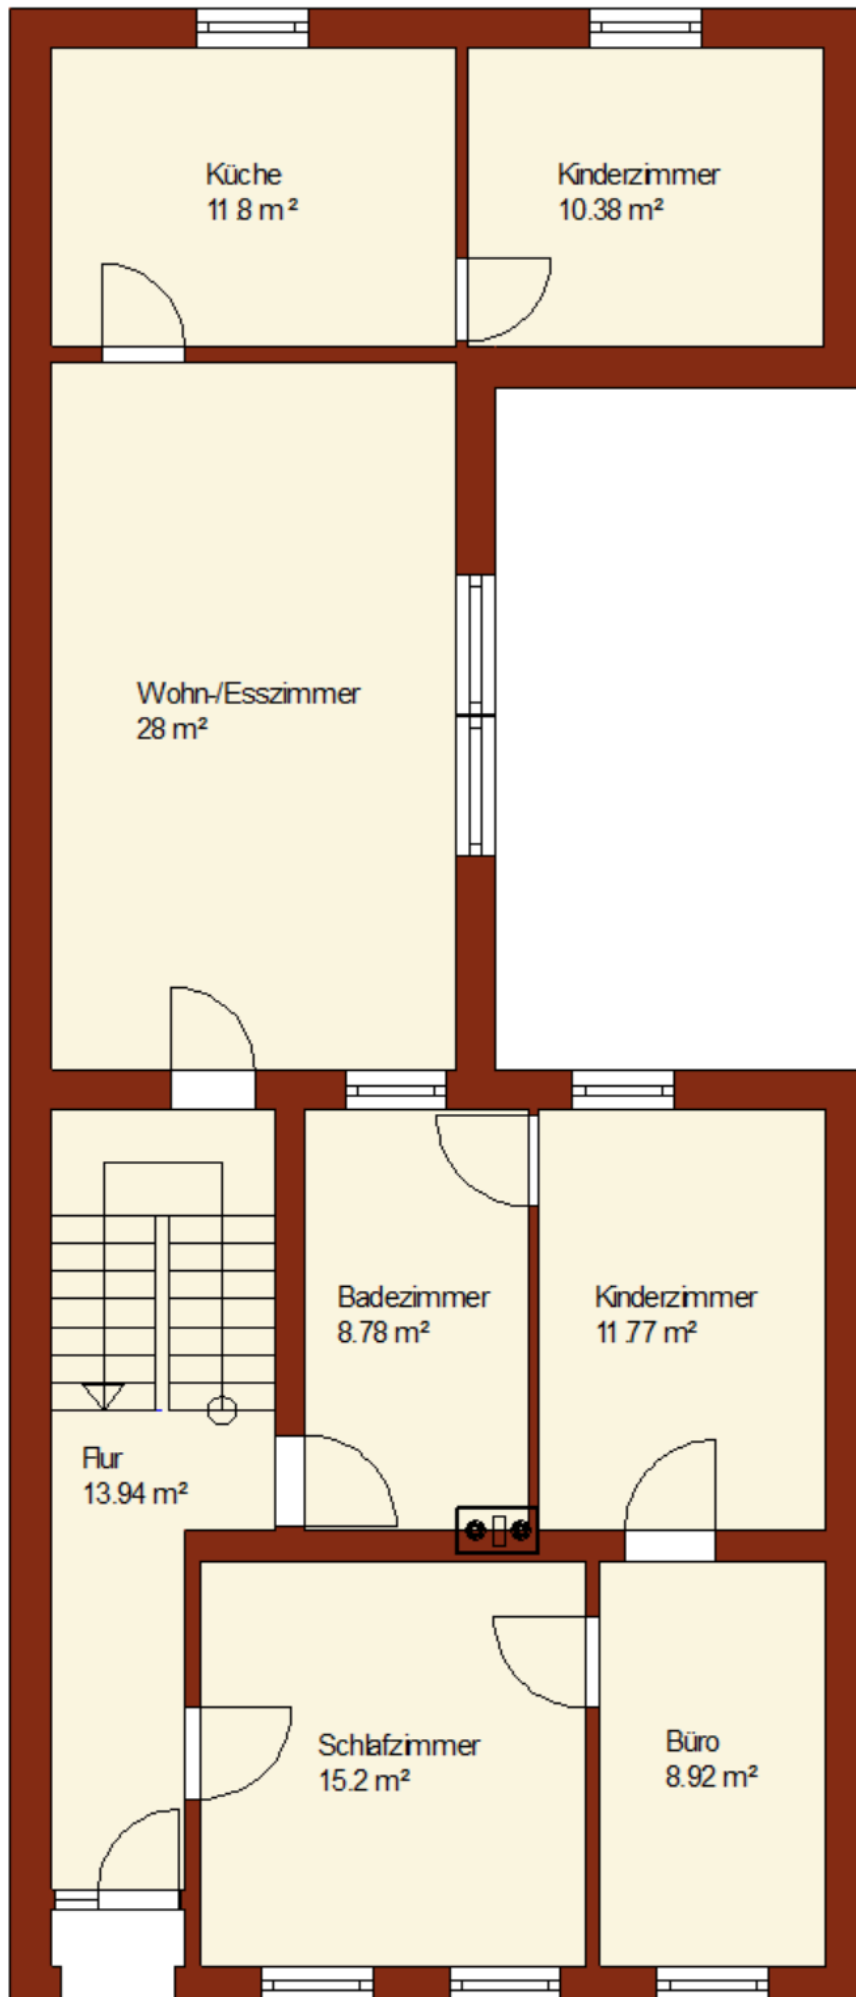 Küche
11.8 m²
Kinderzimmer
10.38 m²
Wohn-/Esszimmer
28 m²
Badezimmer
8.78 m²
Kinderzimmer
11.77 m²
Flur
13.94 m²
Schlafzimmer
15.2 m²
Büro
8.92 m²